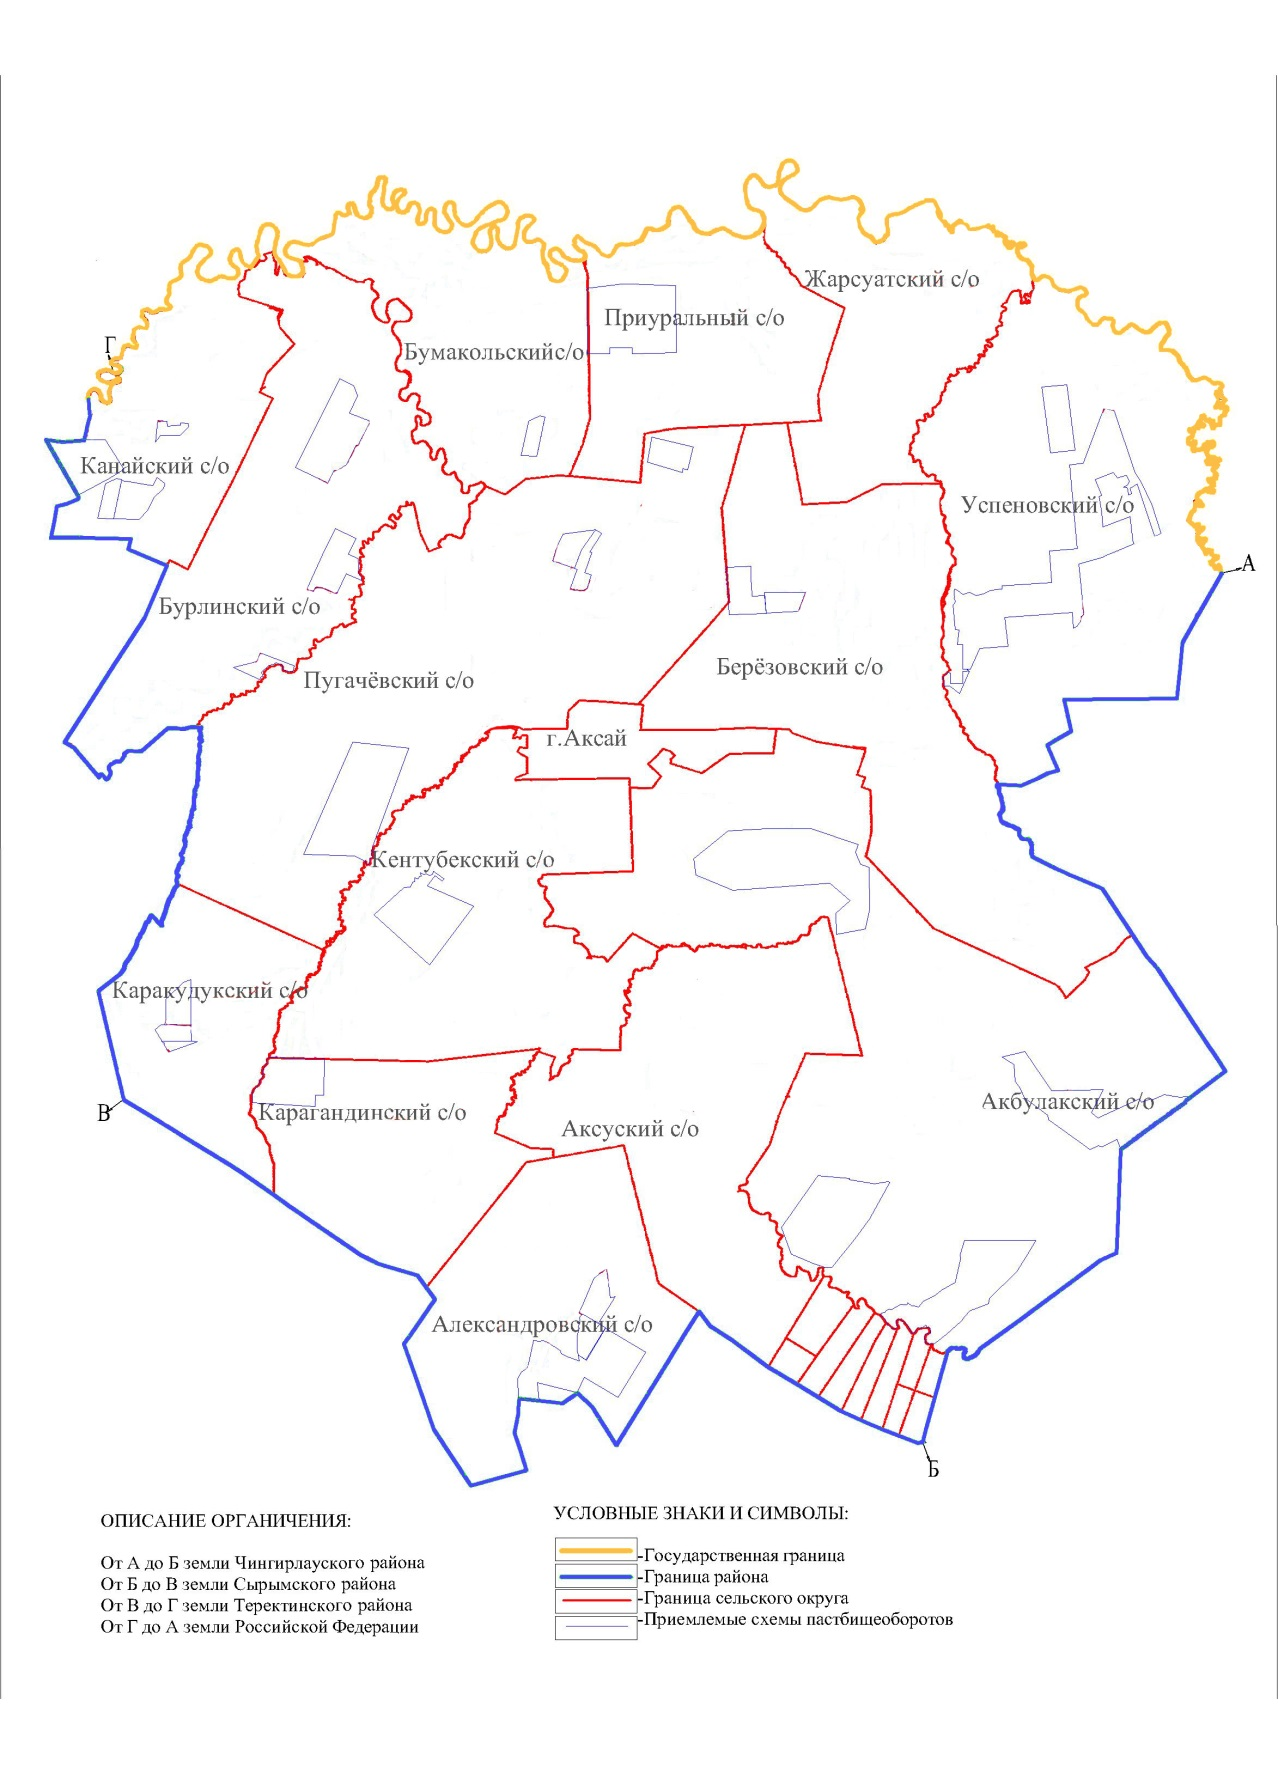 Жарсуатский с/о
Приуральный с/о
Г
Бумакольскийс/о
Канайский с/о
Успеновский с/о
А
Бурлинский с/о
Берёзовский с/о
Пугачёвский с/о
г.Аксай
Кентубекский с/о
Каракудукский с/о
В
Карагандинский с/о
Акбулакский с/о
Аксуский с/о
Александровский с/о
Б
ОПИСАНИЕ ОРГАНИЧЕНИЯ:
От А до Б земли Чингирлауского района
От Б до В земли Сырымского района
От В до Г земли Теректинского района
От Г до А земли Российской Федерации
УСЛОВНЫЕ ЗНАКИ И СИМВОЛЫ:
-Государственная граница
-Граница района
-Граница сельского округа
-Приемлемые схемы пастбищеоборотов